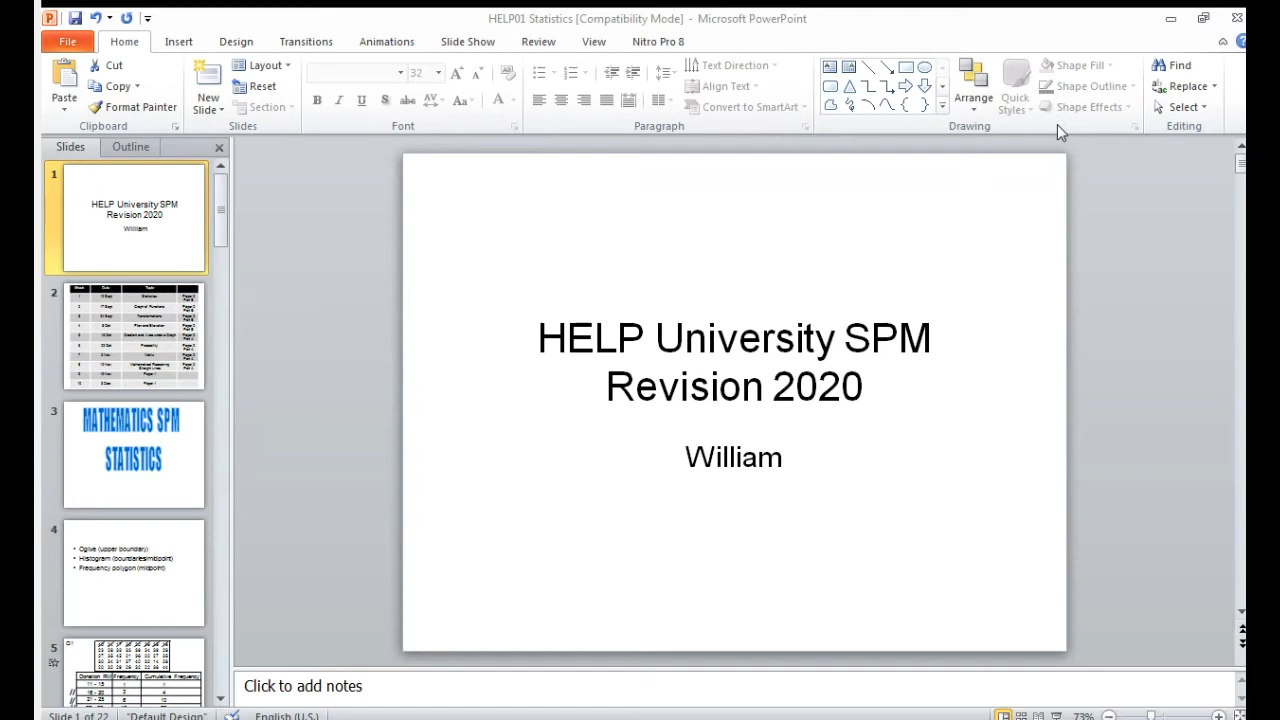 HELP01 Statistics [Compatibility Mode] - Microsoft PowerPoint
File Home Insert Design Transitions Animations Slide Show Review View Nitro Pro 8
Paste
Cut
Copy
Format Painter
Clipboard
New
Slide
Layout
Reset
Section
Slides
32
Font
Text Direction
Align Text
Convert to SmartArt
Paragraph
Arrange
Quick
Styles
Shape Fill
Shape Outline
Shape Effects
Drawing
Find
Replace
Select
Editing
Slides Outline
1
HELP University SPM
Revision 2020
William
2
3
MATHEMATICS SPM
STATISTICS
4
• Ogive (upper boundary)
• Histogram (boundaries/midpoint)
• Frequency polygon (midpoint)
5
HELP University SPM
Revision 2020
William
Click to add notes
Slide 1 of 22 "Default Design" English (U.S.) 73%